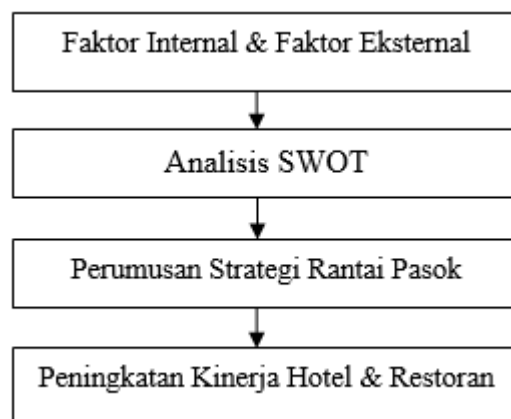 Faktor Internal & Faktor Eksternal
Analisis SWOT
Perumusan Strategi Rantai Pasok
Peningkatan Kinerja Hotel & Restoran